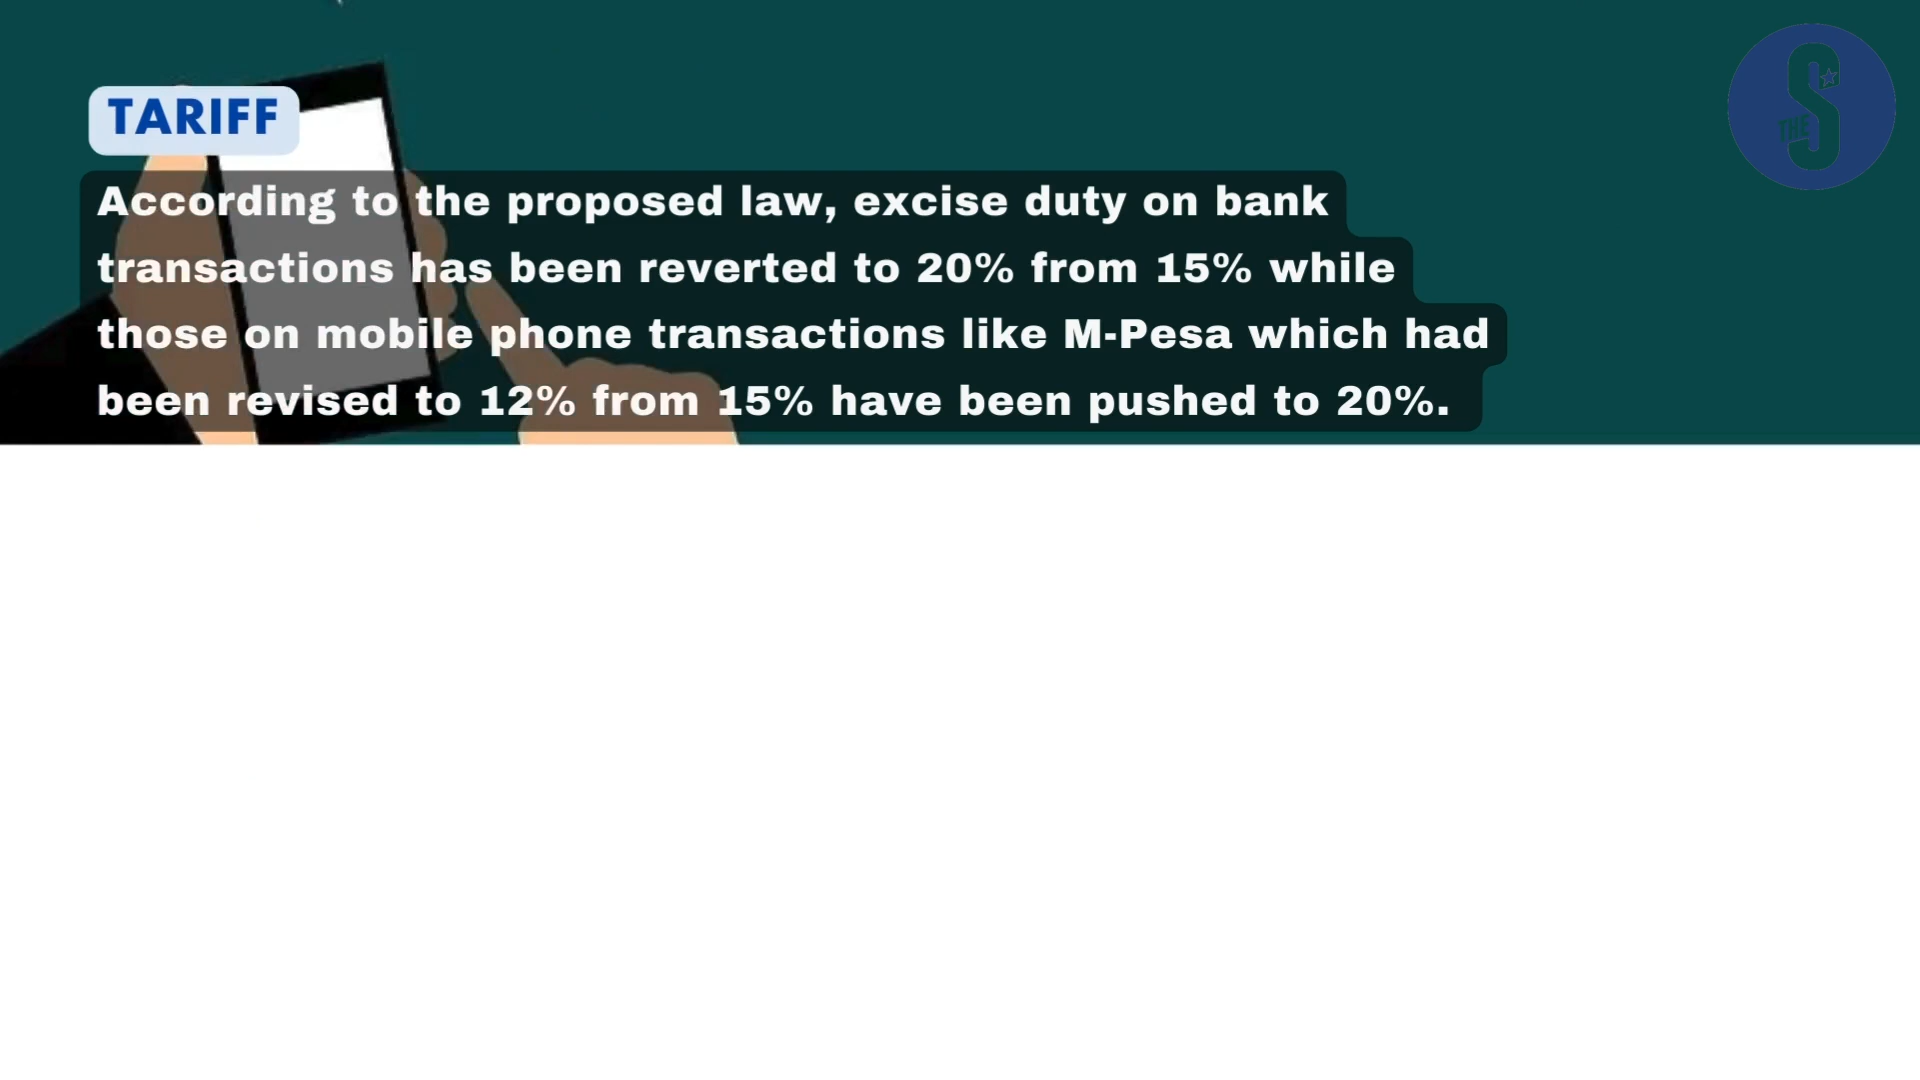 TARIFF
According to the proposed law, excise duty on bank
transactions has been reverted to 20% from 15% while
those on mobile phone transactions like M-Pesa which had
been revised to 12% from 15% have been pushed to 20%.
THE S